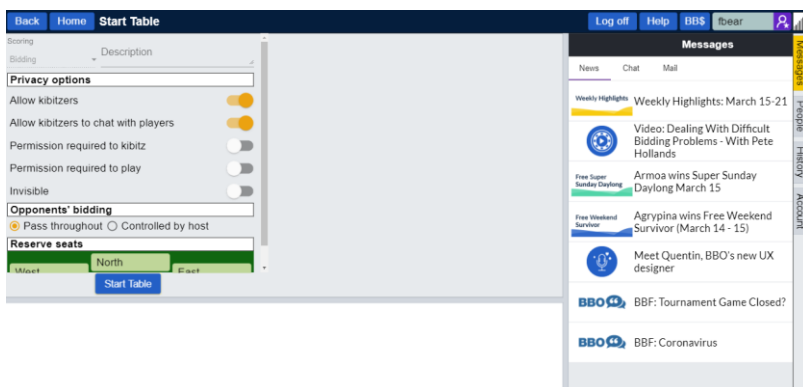 Back Home Start Table Log off Help BB$ fbear
Scoring
Bidding
Description
Privacy options
Allow kibitzers
Allow kibitzers to chat with players
Permission required to kibitz
Permission required to play
Invisible
Opponents' bidding
Pass throughout Controlled by host
Reserve seats
North
West East
Start Table
Messages
News Chat Mail
Weekly Highlights
Weekly Highlights: March 15-21
Video: Dealing With Difficult
Bidding Problems - With Pete
Hollands
Free Super
Sunday Daylong
Armoa wins Super Sunday
Daylong March 15
Free Weekend
Survivor
Agrypina wins Free Weekend
Survivor (March 14 - 15)
Meet Quentin, BBO's new UX
designer
BBO BBF: Tournament Game Closed?
BBO BBF: Coronavirus
Messages
People
History
Account